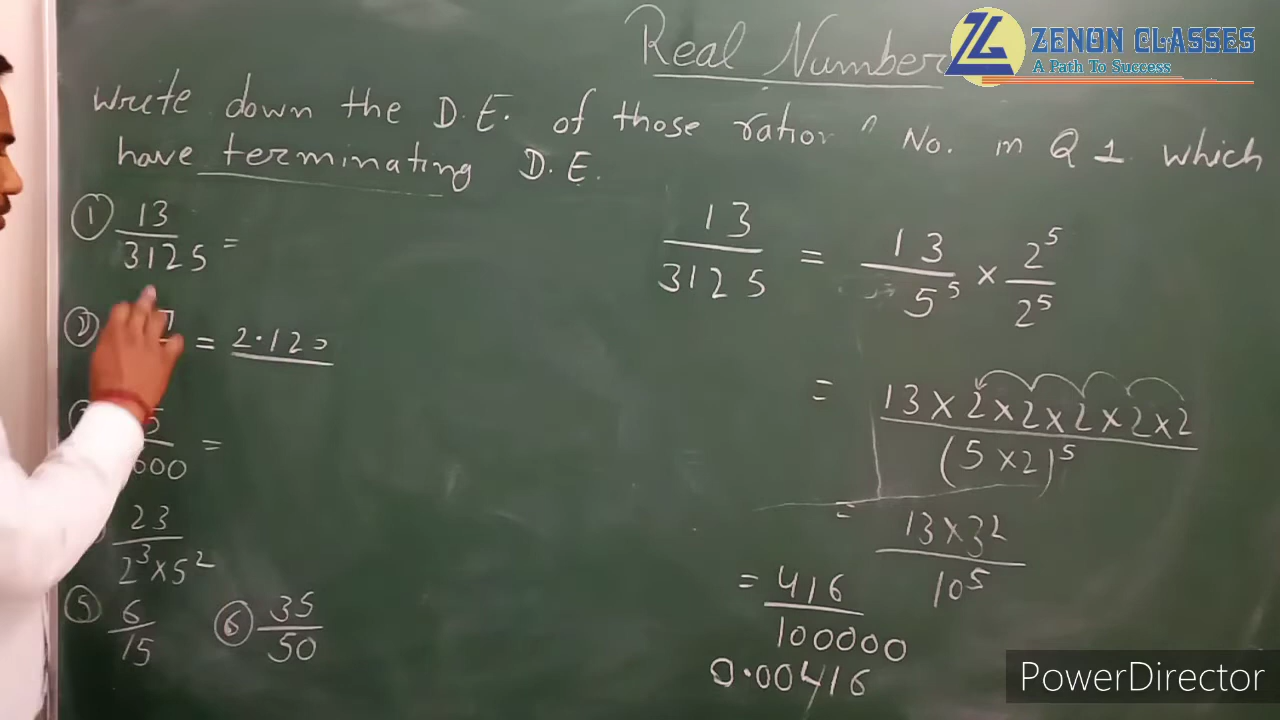 Real Number
ZENON CLASSES
A Path To Success
Write down the D.E. of those ration^n No. in Q 1 which
have terminating D.E.
① 13/3125 =
② = 2.125
=
23/2³×5²
⑤ 6/15 ⑥ 35/50
13/3125 = 13/5⁵ × 2⁵/2⁵
= 13×2×2×2×2×2/(5×2)⁵
= 13×32/10⁵
= 416/100000
0.00416
PowerDirector